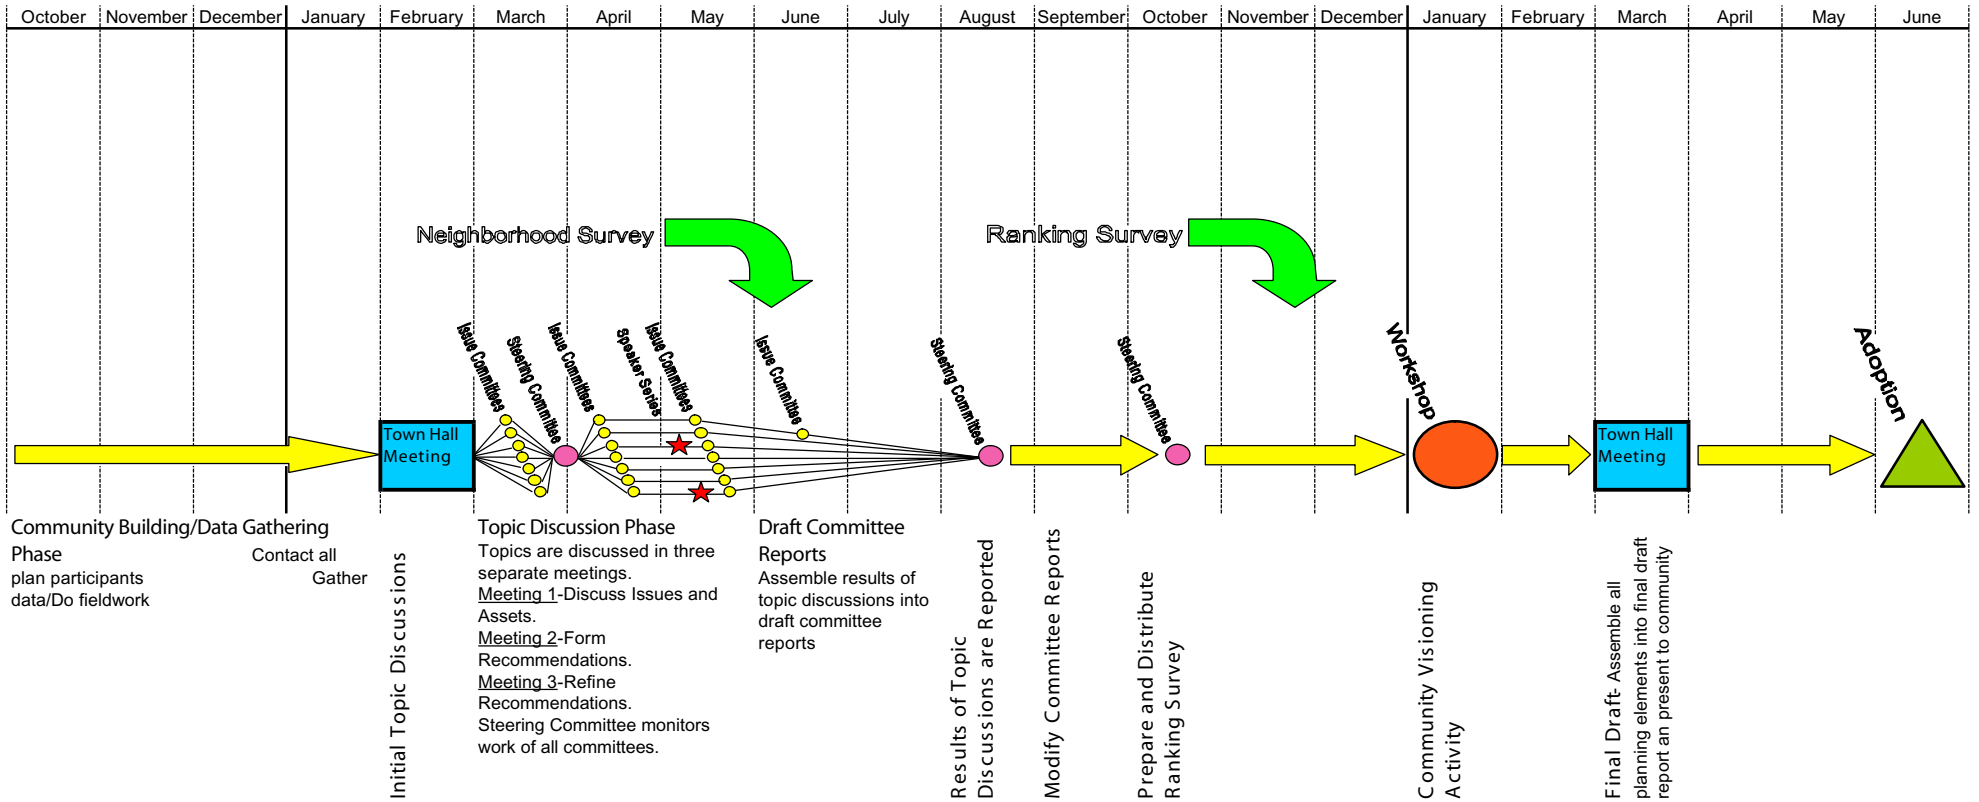 October
November
December
January
February
March
April
May
June
July
August
September
October
November
December
January
February
March
April
May
June
Neighborhood Survey
Ranking Survey
Issue Committees
Steering Committee
Issue Committees
Speaker Series
Issue Committees
Issue Committee
Steering Committee
Steering Committee
Workshop
Adoption
Town Hall
Meeting
Town Hall
Meeting
Community Building/Data Gathering
Phase
Contact all
Gather
plan participants
data/Do fieldwork
Initial Topic Discussions
Topic Discussion Phase
Topics are discussed in three
separate meetings.
Meeting 1-Discuss Issues and
Assets.
Meeting 2-Form
Recommendations.
Meeting 3-Refine
Recommendations.
Steering Committee monitors
work of all committees.
Draft Committee
Reports
Assemble results of
topic discussions into
draft committee
reports
Results of Topic
Discussions are Reported
Modify Committee Reports
Prepare and Distribute
Ranking Survey
Community Visioning
Activity
Final Draft- Assemble all
planning elements into final draft
report an present to community